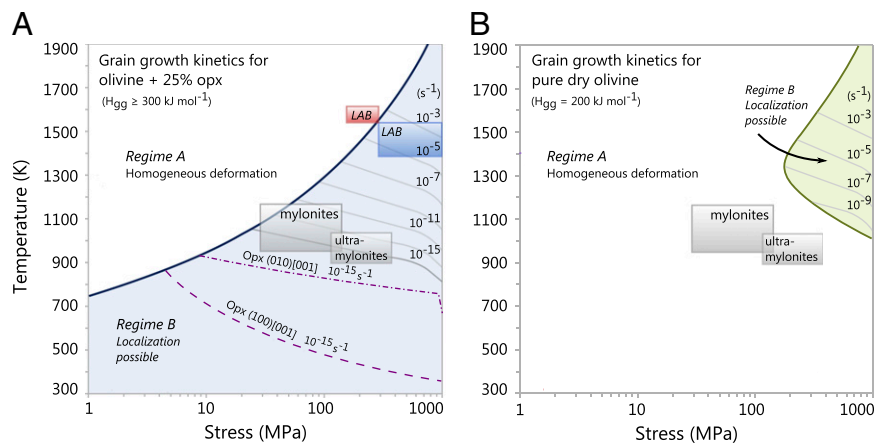 A
Grain growth kinetics for
olivine + 25% opx
(Hgg ≥ 300 kJ mol⁻¹)
Regime A
Homogeneous deformation
LAB
LAB
(s⁻¹)
10⁻³
10⁻⁵
10⁻⁷
10⁻¹¹
10⁻¹⁵
mylonites
ultra-
mylonites
Opx (010)[001] 10⁻¹⁵s⁻¹
Opx (100)[001] 10⁻¹⁵s⁻¹
Regime B
Localization
possible
Temperature (K)
1900
1700
1500
1300
1100
900
700
500
300
1 10 100 1000
Stress (MPa)
B
Grain growth kinetics for
pure dry olivine
(Hgg = 200 kJ mol⁻¹)
Regime B
Localization
possible
Regime A
Homogeneous deformation
(s⁻¹)
10⁻³
10⁻⁵
10⁻⁷
10⁻⁹
mylonites
ultra-
mylonites
1900
1700
1500
1300
1100
900
700
500
300
1 10 100 1000
Stress (MPa)